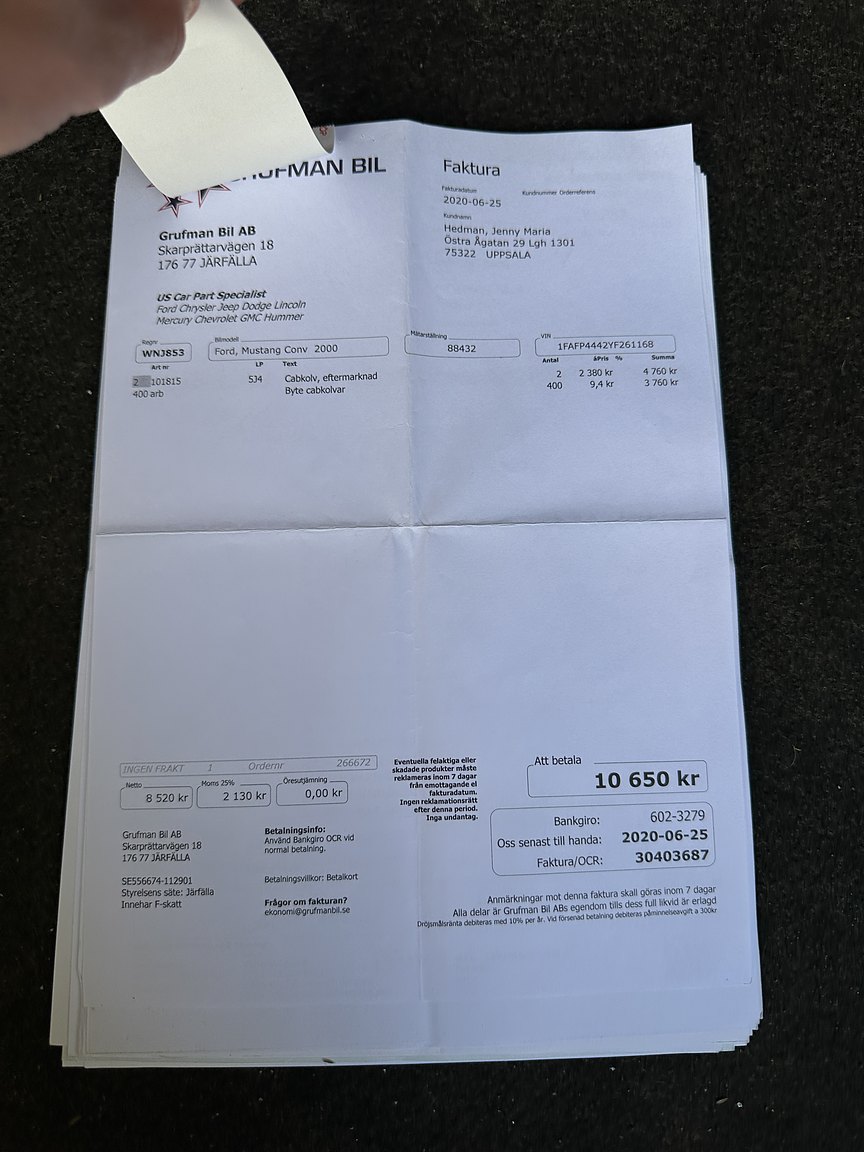 GRUFMAN BIL
Faktura
Fakturadatum Kundnummer Orderreferens
2020-06-25
Kundnamn
Hedman, Jenny Maria
Östra Ågatan 29 Lgh 1301
75322 UPPSALA
Grufman Bil AB
Skarprättarvägen 18
176 77 JÄRFÄLLA
US Car Part Specialist
Ford Chrysler Jeep Dodge Lincoln
Mercury Chevrolet GMC Hummer
Regnr Bilmodell Mätarställning VIN
WNJ853 Ford, Mustang Conv 2000 88432 1FAFP4442YF261168
Art nr LP Text Antal áPris % Summa
2 101815 5J4 Cabkolv, eftermarknad 2 2 380 kr 4 760 kr
400 arb Byte cabkolvar 400 9,4 kr 3 760 kr
INGEN FRAKT 1 Ordernr 266672
Netto Moms 25% Öresutjämning
8 520 kr 2 130 kr 0,00 kr
Eventuella felaktiga eller
skadade produkter måste
reklameras inom 7 dagar
från emottagande el
fakturadatum.
Ingen reklamationsrätt
efter denna period.
Inga undantag.
Att betala
10 650 kr
Bankgiro: 602-3279
Oss senast till handa: 2020-06-25
Faktura/OCR: 30403687
Grufman Bil AB
Skarprättarvägen 18
176 77 JÄRFÄLLA
SE556674-112901
Styrelsens säte: Järfälla
Innehar F-skatt
Betalningsinfo:
Använd Bankgiro OCR vid
normal betalning.
Betalningsvillkor: Betalkort
Frågor om fakturan?
ekonomi@grufmanbil.se
Anmärkningar mot denna faktura skall göras inom 7 dagar
Alla delar är Grufman Bil ABs egendom tills dess full likvid är erlagd
Dröjsmålsränta debiteras med 10% per år. Vid försenad betalning debiteras påminnelseavgift a 300kr